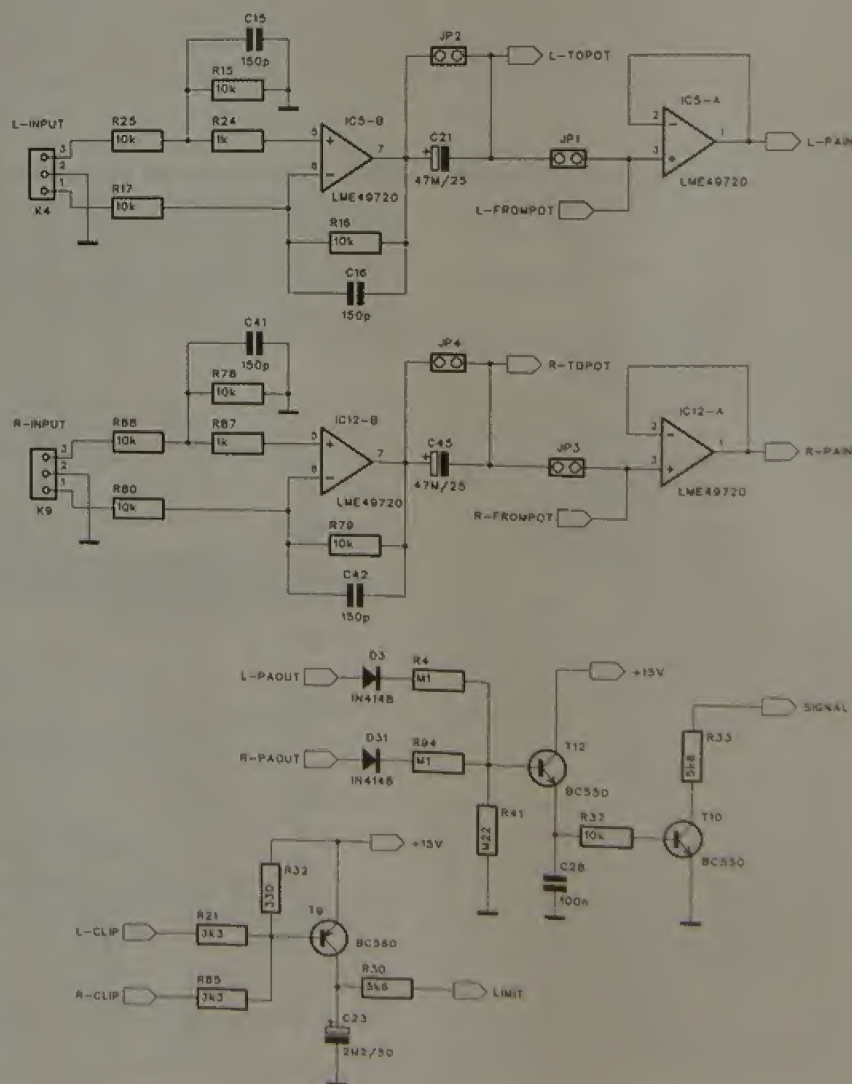 C15
150p
R15
10k
JP2
L-TOPOT
L-INPUT
R25
10k
R24
1k
IC5-B
IC5-A
3
2
1
K4
5
6
7
LME49720
C21
47M/25
JP1
2
3
1
LME49720
L-PAIN
L-FROMPOT
R17
10k
R16
10k
C16
150p
C41
150p
R78
10k
JP4
R-TOPOT
R-INPUT
10k
1k
IC12-B
IC12-A
3
2
1
K9
5
6
7
LME49720
C45
47M/25
JP3
2
3
1
LME49720
R-PAIN
R-FROMPOT
10k
R79
10k
C42
150p
L-PAOUT
D3
1N4148
R4
M1
+15V
SIGNAL
R-PAOUT
D31
1N4148
R94
M1
T12
BC550
R33
5k6
R41
M22
R37
10k
T10
BC550
C28
100n
+15V
R32
330
T9
BC560
L-CLIP
R21
3k3
R-CLIP
R85
3k3
R30
5k6
LIMIT
C23
2M2/50